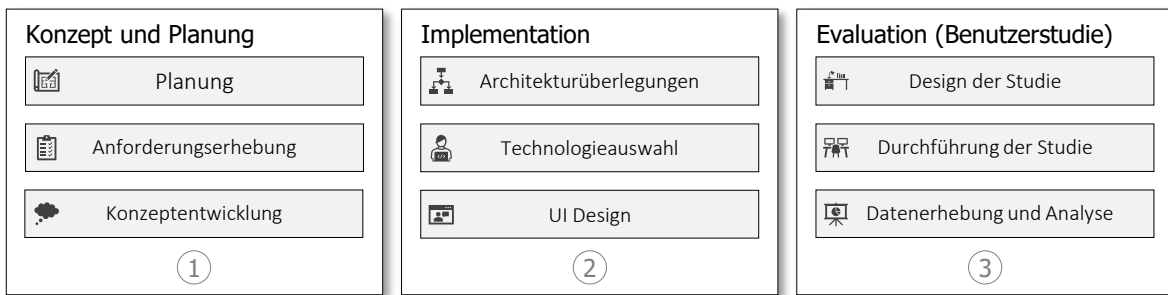 Konzept und Planung
Planung
Anforderungserhebung
Konzeptentwicklung
1
Implementation
Architekturüberlegungen
Technologieauswahl
UI Design
2
Evaluation (Benutzerstudie)
Design der Studie
Durchführung der Studie
Datenerhebung und Analyse
3